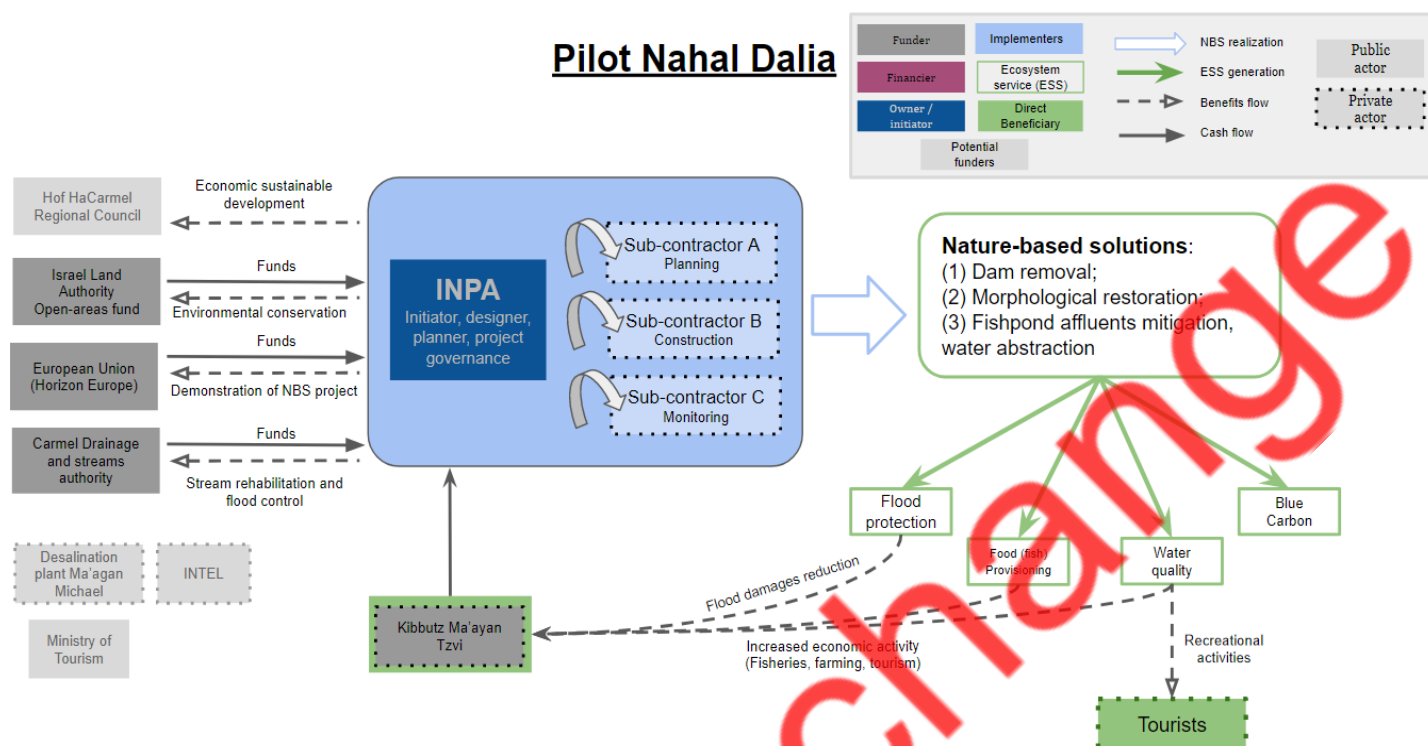 Pilot Nahal Dalia
Funder
Implementers
NBS realization
Public
actor
Financier
Ecosystem
service (ESS)
ESS generation
Owner /
initiator
Direct
Beneficiary
Benefits flow
Private
actor
Cash flow
Potential
funders
Hof HaCarmel
Regional Council
Economic sustainable
development
Israel Land
Authority
Open-areas fund
Funds
Environmental conservation
European Union
(Horizon Europe)
Funds
Demonstration of NBS project
Carmel Drainage
and streams
authority
Funds
Stream rehabilitation and
flood control
INPA
Initiator, designer,
planner, project
governance
Sub-contractor A
Planning
Sub-contractor B
Construction
Sub-contractor C
Monitoring
Nature-based solutions:
(1) Dam removal;
(2) Morphological restoration;
(3) Fishpond affluents mitigation,
water abstraction
Flood
protection
Food (fish)
Provisioning
Water
quality
Blue
Carbon
Desalination
plant Ma'agan
Michael
INTEL
Ministry of
Tourism
Kibbutz Ma'ayan
Tzvi
Flood damages reduction
Increased economic activity
(Fisheries, farming, tourism)
Recreational
activities
Tourists
change